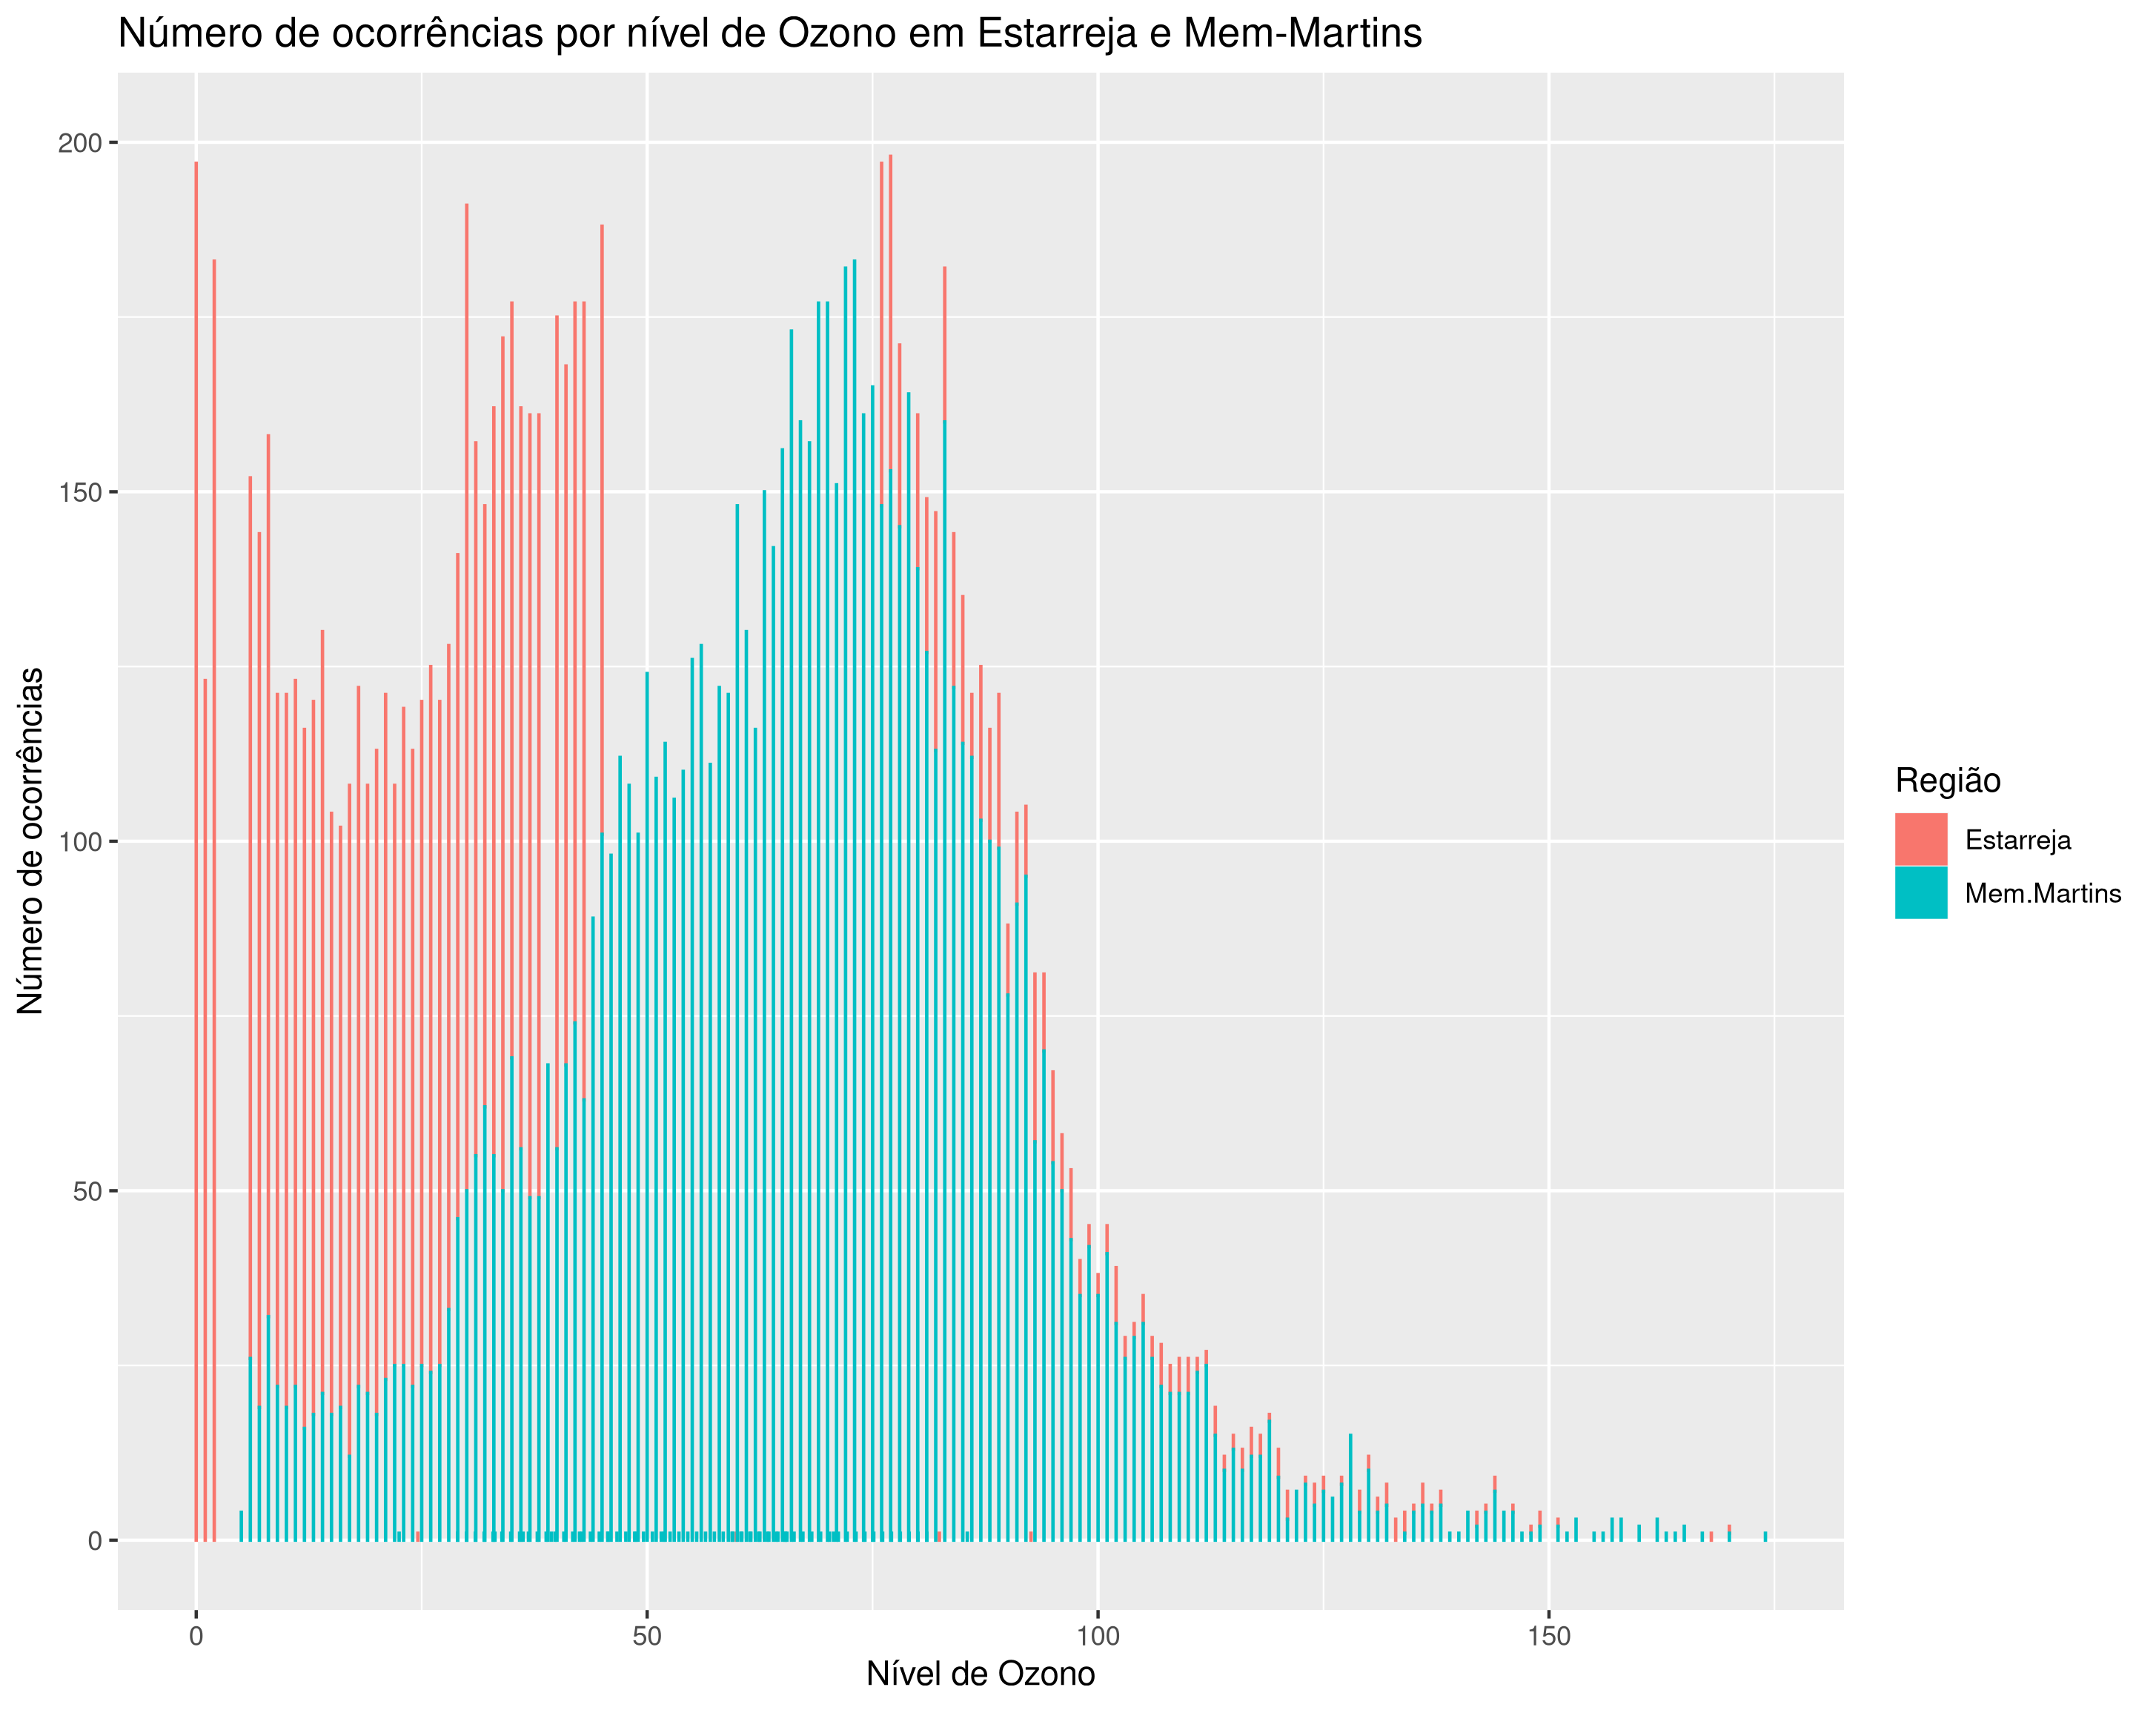 Número de ocorrências por nível de Ozono em Estarreja e Mem-Martins
Número de ocorrências
200
150
100
50
0
0 50 100 150
Nível de Ozono
Região
Estarreja
Mem.Martins